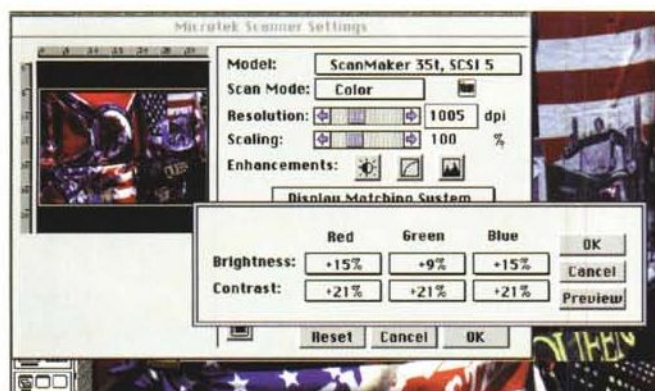 Microtek Scanner Settings
Model: ScanMaker 35t, SCSI 5
Scan Mode: Color
Resolution: 1005 dpi
Scaling: 100 %
Enhancements:
Display Matching System
Red Green Blue
Brightness: +15% +9% +15%
Contrast: +21% +21% +21%
OK
Cancel
Preview
Reset Cancel OK